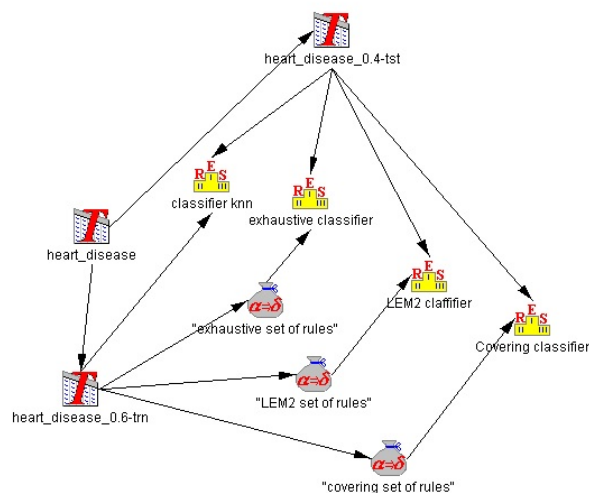 T
heart_disease_0.4-tst
R E S
classifier knn
R E S
exhaustive classifier
T
heart_disease
α⇒δ
"exhaustive set of rules"
R E S
LEM2 claffifier
R E S
Covering classifier
T
heart_disease_0.6-trn
α⇒δ
"LEM2 set of rules"
α⇒δ
"covering set of rules"